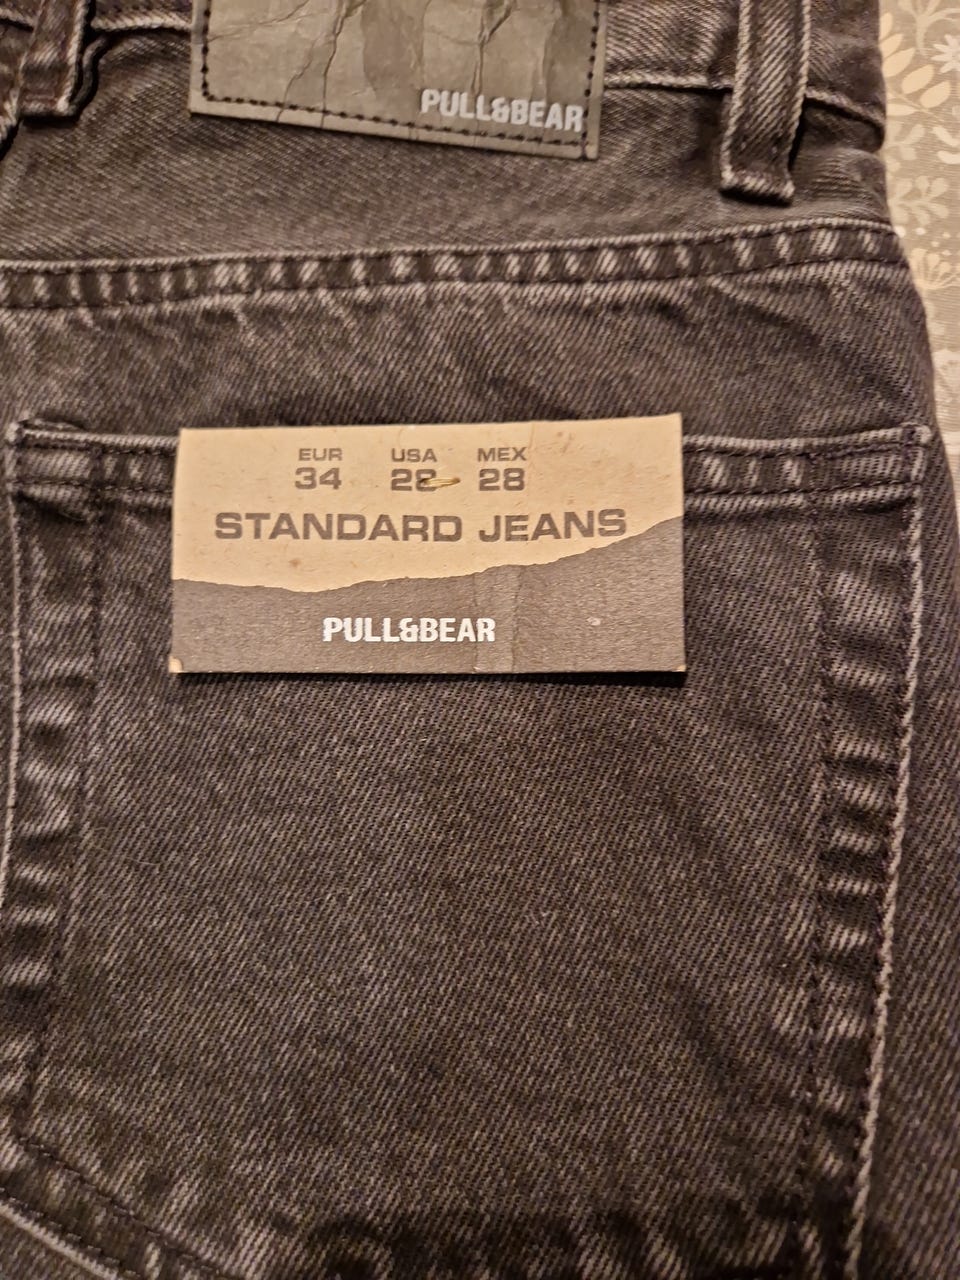 PULL&BEAR
EUR USA MEX
34 28 28
STANDARD JEANS
PULL&BEAR